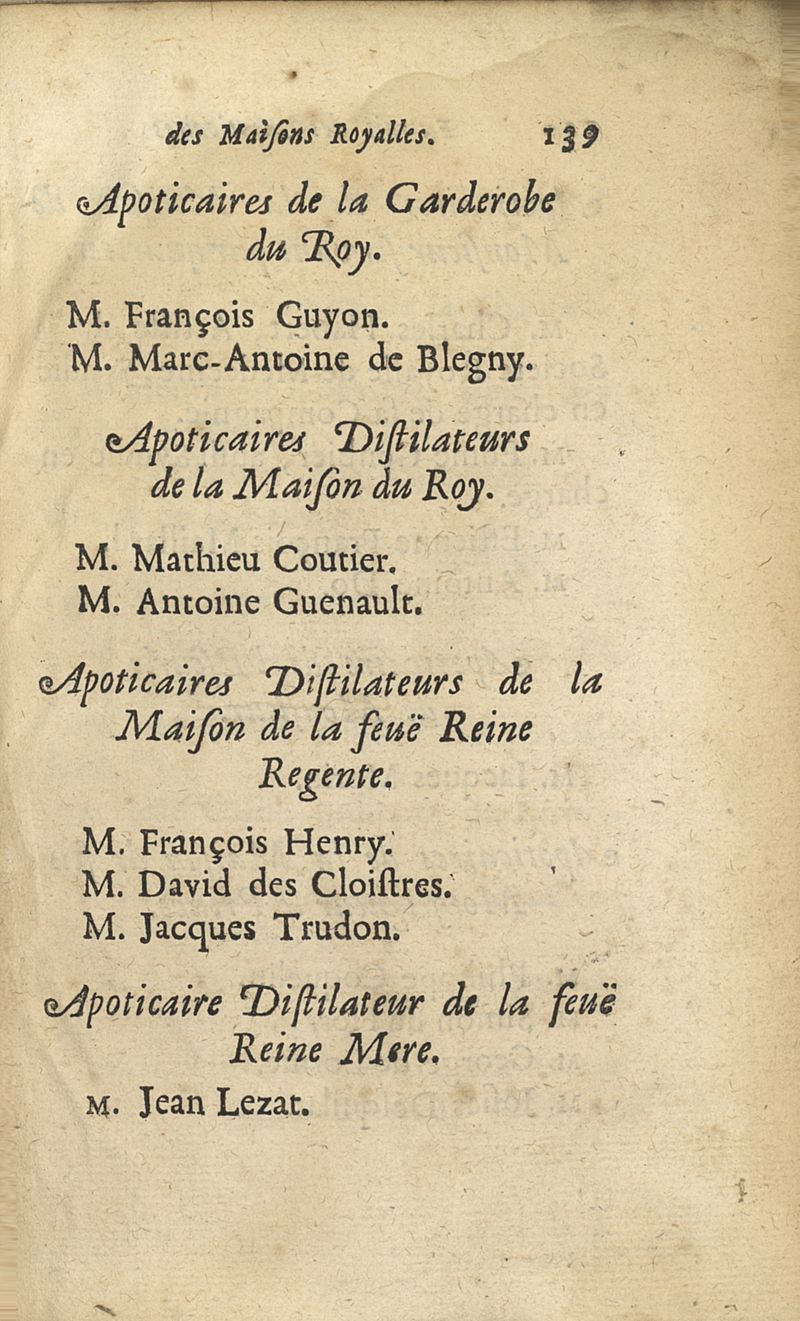 des Maiſons Royalles. 139
Apoticaires de la Garderobe
du Roy.
M. François Guyon.
M. Marc-Antoine de Blegny.
Apoticaires Diſtilateurs
de la Maiſon du Roy.
M. Mathieu Coutier.
M. Antoine Guenault.
Apoticaires Diſtilateurs de la
Maiſon de la feuë Reine
Regente.
M. François Henry.
M. David des Cloiſtres.
M. Jacques Trudon.
Apoticaire Diſtilateur de la feuë
Reine Mere.
M. Jean Lezat.